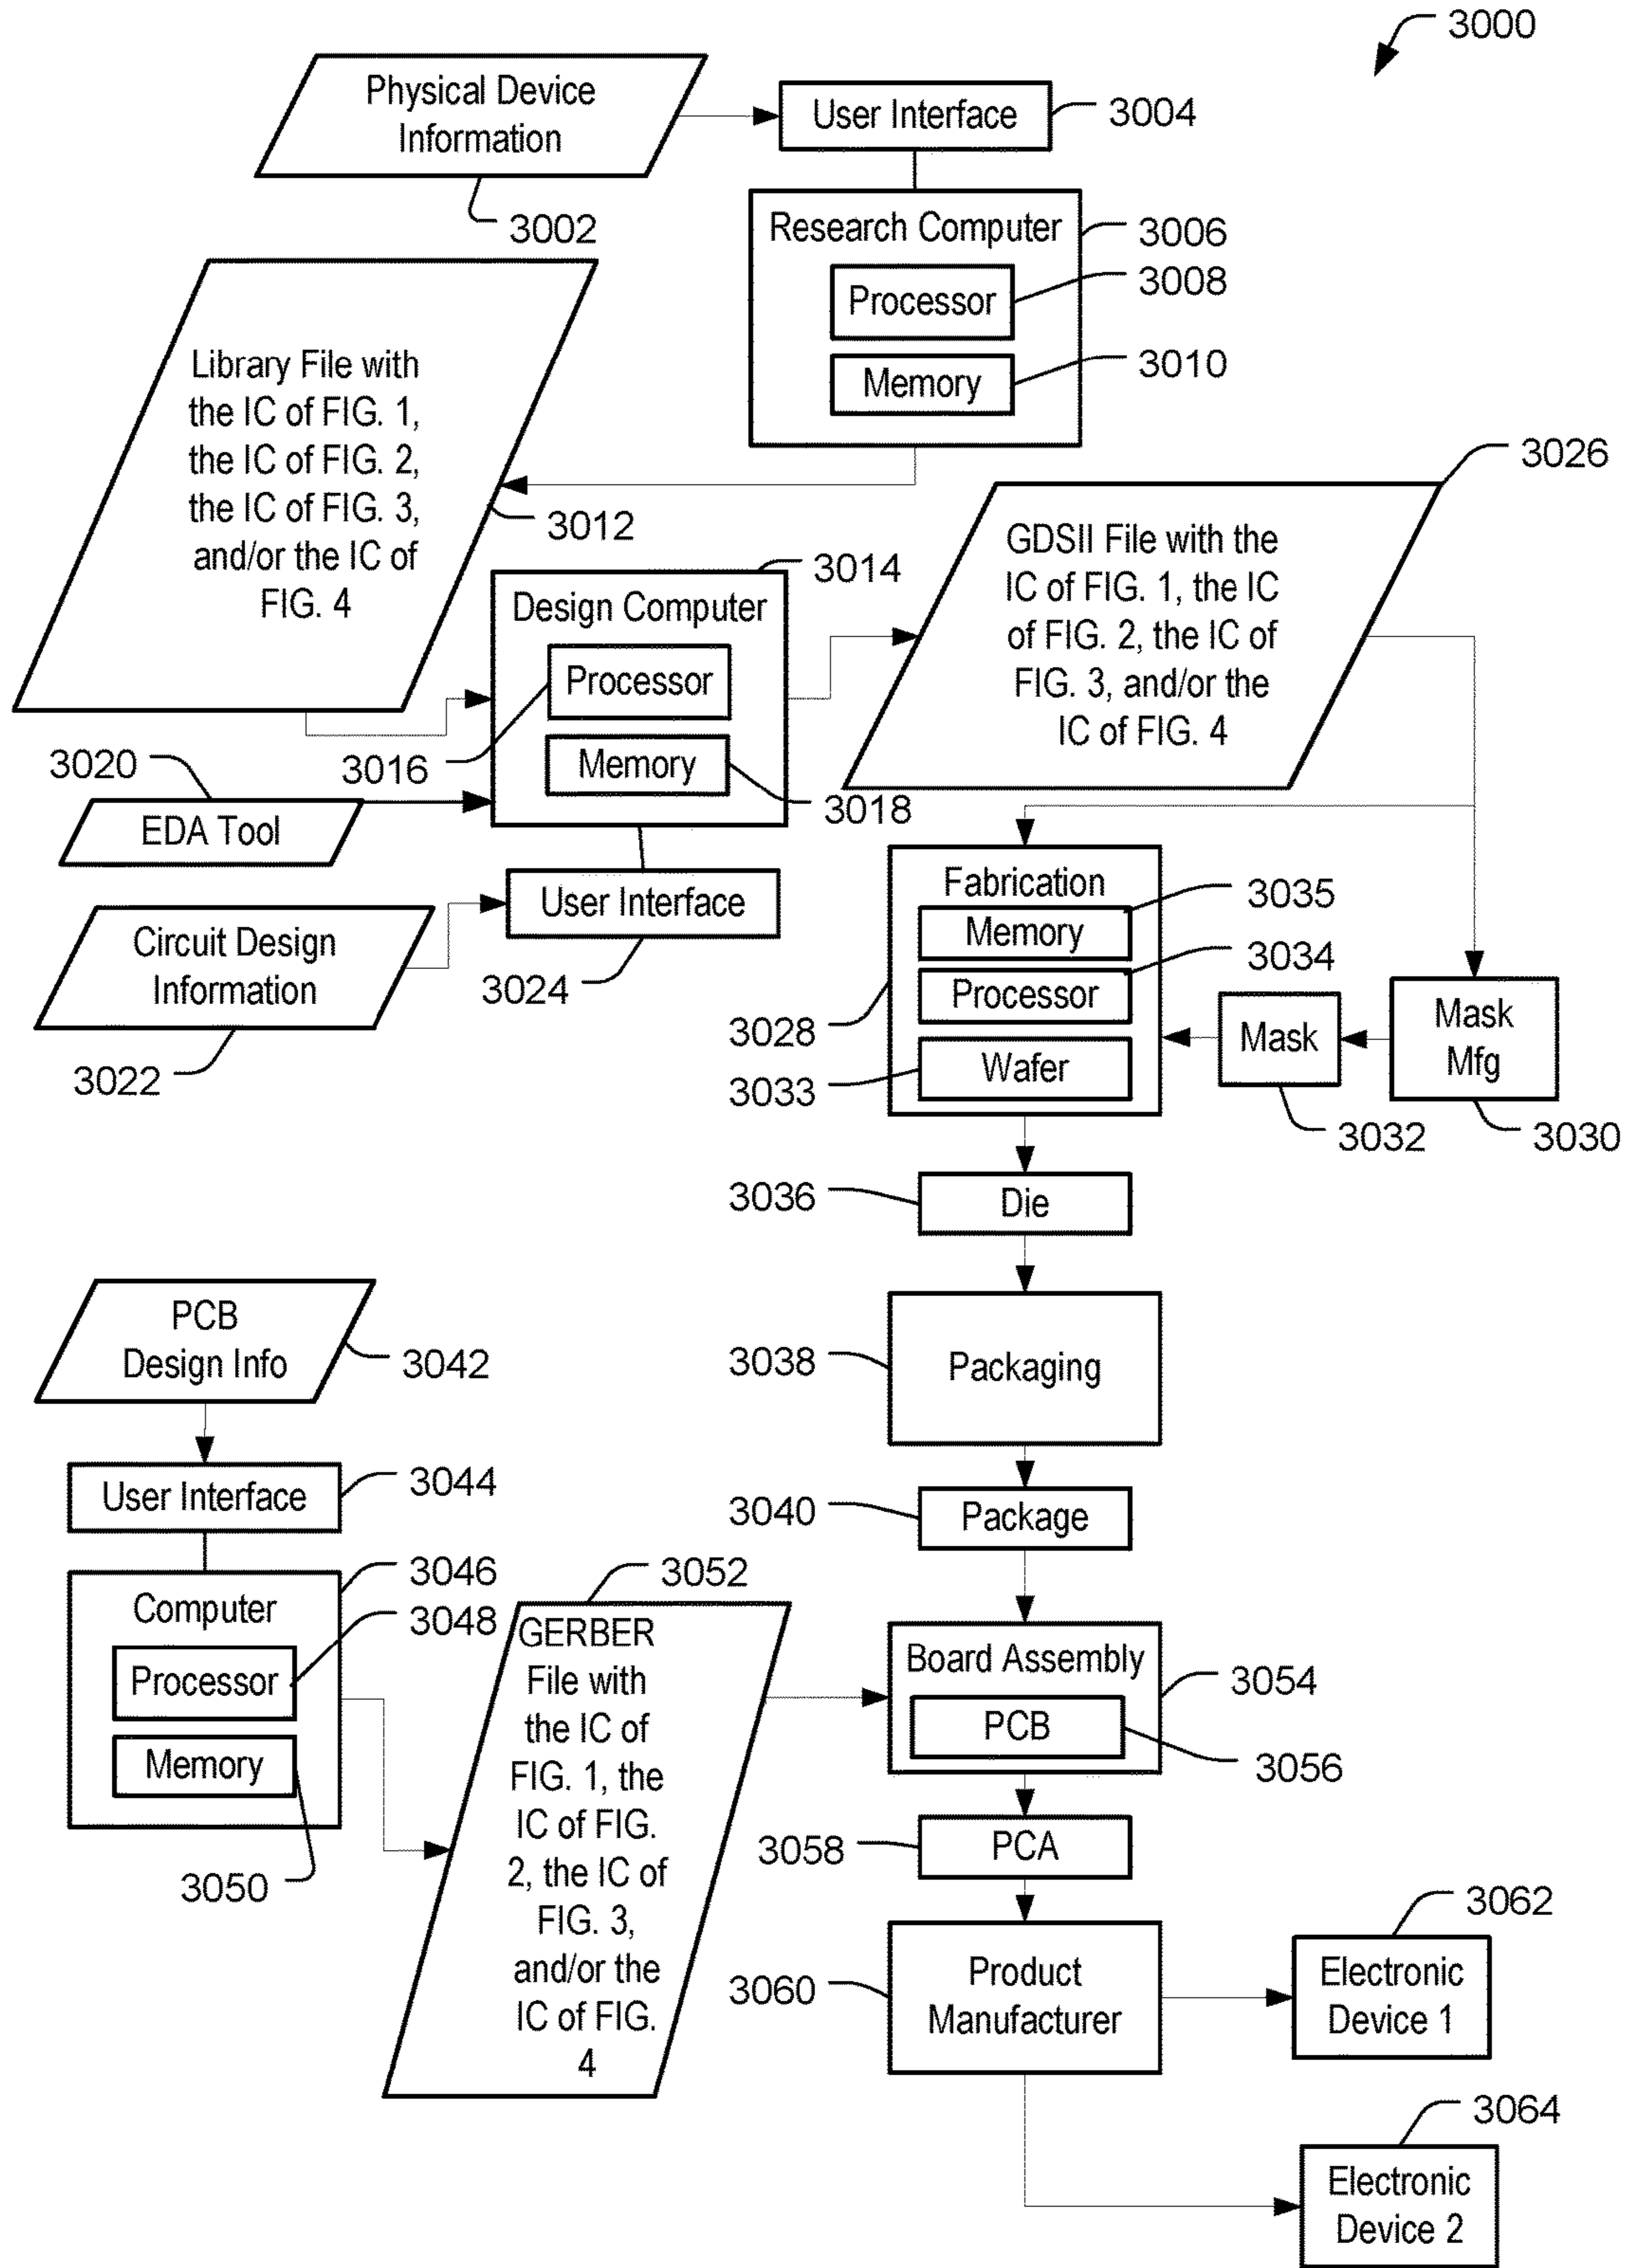 3000
Physical Device
Information
3002
User Interface
3004
Research Computer
3006
Processor
3008
Memory
3010
Library File with
the IC of FIG. 1,
the IC of FIG. 2,
the IC of FIG. 3,
and/or the IC of
FIG. 4
3012
3014
Design Computer
Processor
3016
Memory
3018
3020
EDA Tool
User Interface
3024
Circuit Design
Information
3022
3026
GDSII File with the
IC of FIG. 1, the IC
of FIG. 2, the IC of
FIG. 3, and/or the
IC of FIG. 4
Fabrication
3035
Memory
3034
Processor
3028
Wafer
3033
Mask
3032
Mask
Mfg
3030
3036
Die
3038
Packaging
3040
Package
PCB
Design Info
3042
User Interface
3044
3046
Computer
3048
Processor
Memory
3050
3052
GERBER
File with
the IC of
FIG. 1, the
IC of FIG.
2, the IC of
FIG. 3,
and/or the
IC of FIG.
4
Board Assembly
3054
PCB
3056
3058
PCA
3060
Product
Manufacturer
3062
Electronic
Device 1
3064
Electronic
Device 2